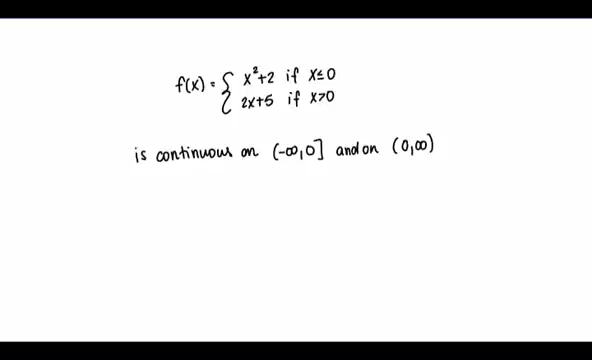 f(x) = { x²+2 if x≤0
2x+5 if x>0
is continuous on (-∞,0] and on (0,∞)